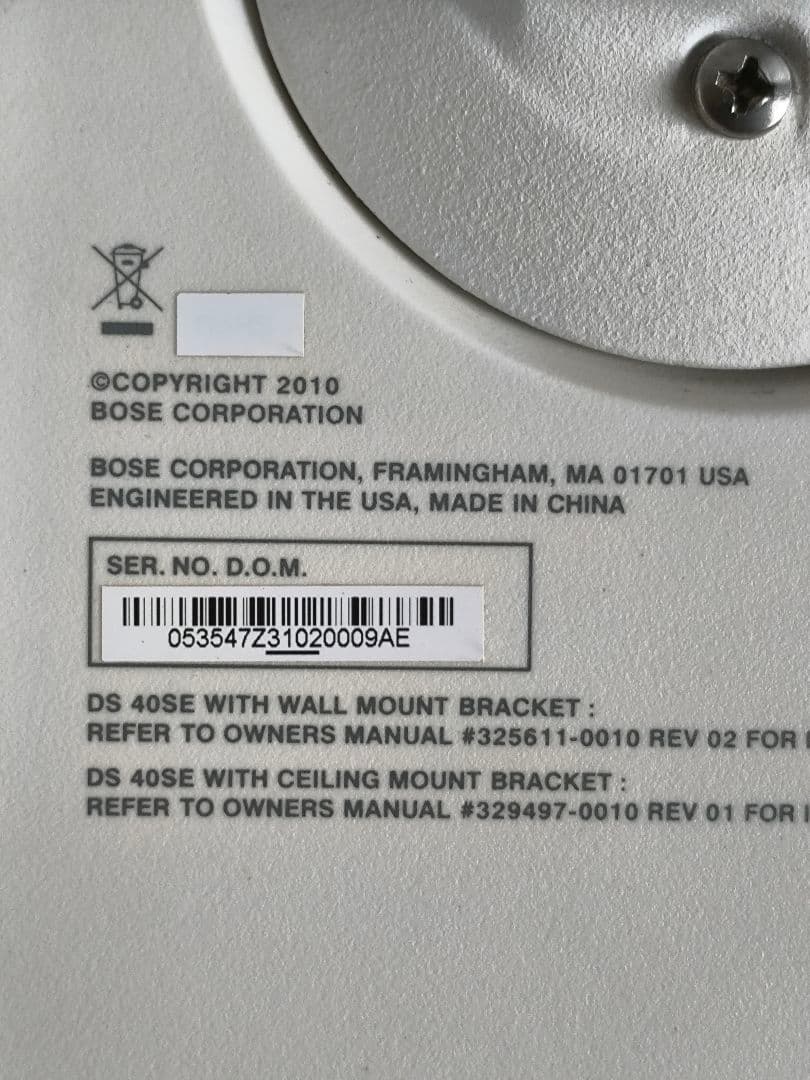 ©COPYRIGHT 2010
BOSE CORPORATION
BOSE CORPORATION, FRAMINGHAM, MA 01701 USA
ENGINEERED IN THE USA, MADE IN CHINA
SER. NO. D.O.M.
053547Z31020009AE
DS 40SE WITH WALL MOUNT BRACKET :
REFER TO OWNERS MANUAL #325611-0010 REV 02 FOR
DS 40SE WITH CEILING MOUNT BRACKET :
REFER TO OWNERS MANUAL #329497-0010 REV 01 FOR